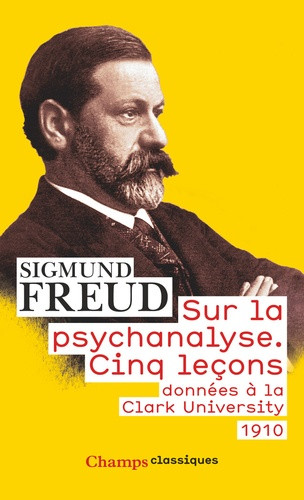 SIGMUND
FREUD
Sur la
psychanalyse.
Cinq leçons
données à la
Clark University
1910
Champs classiques